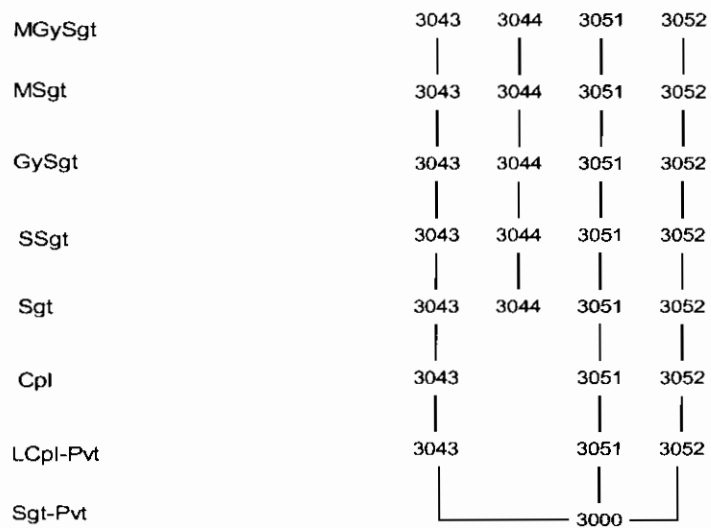 MGySgt 3043 3044 3051 3052
MSgt 3043 3044 3051 3052
GySgt 3043 3044 3051 3052
SSgt 3043 3044 3051 3052
Sgt 3043 3044 3051 3052
Cpl 3043 3051 3052
LCpl-Pvt 3043 3051 3052
Sgt-Pvt 3000